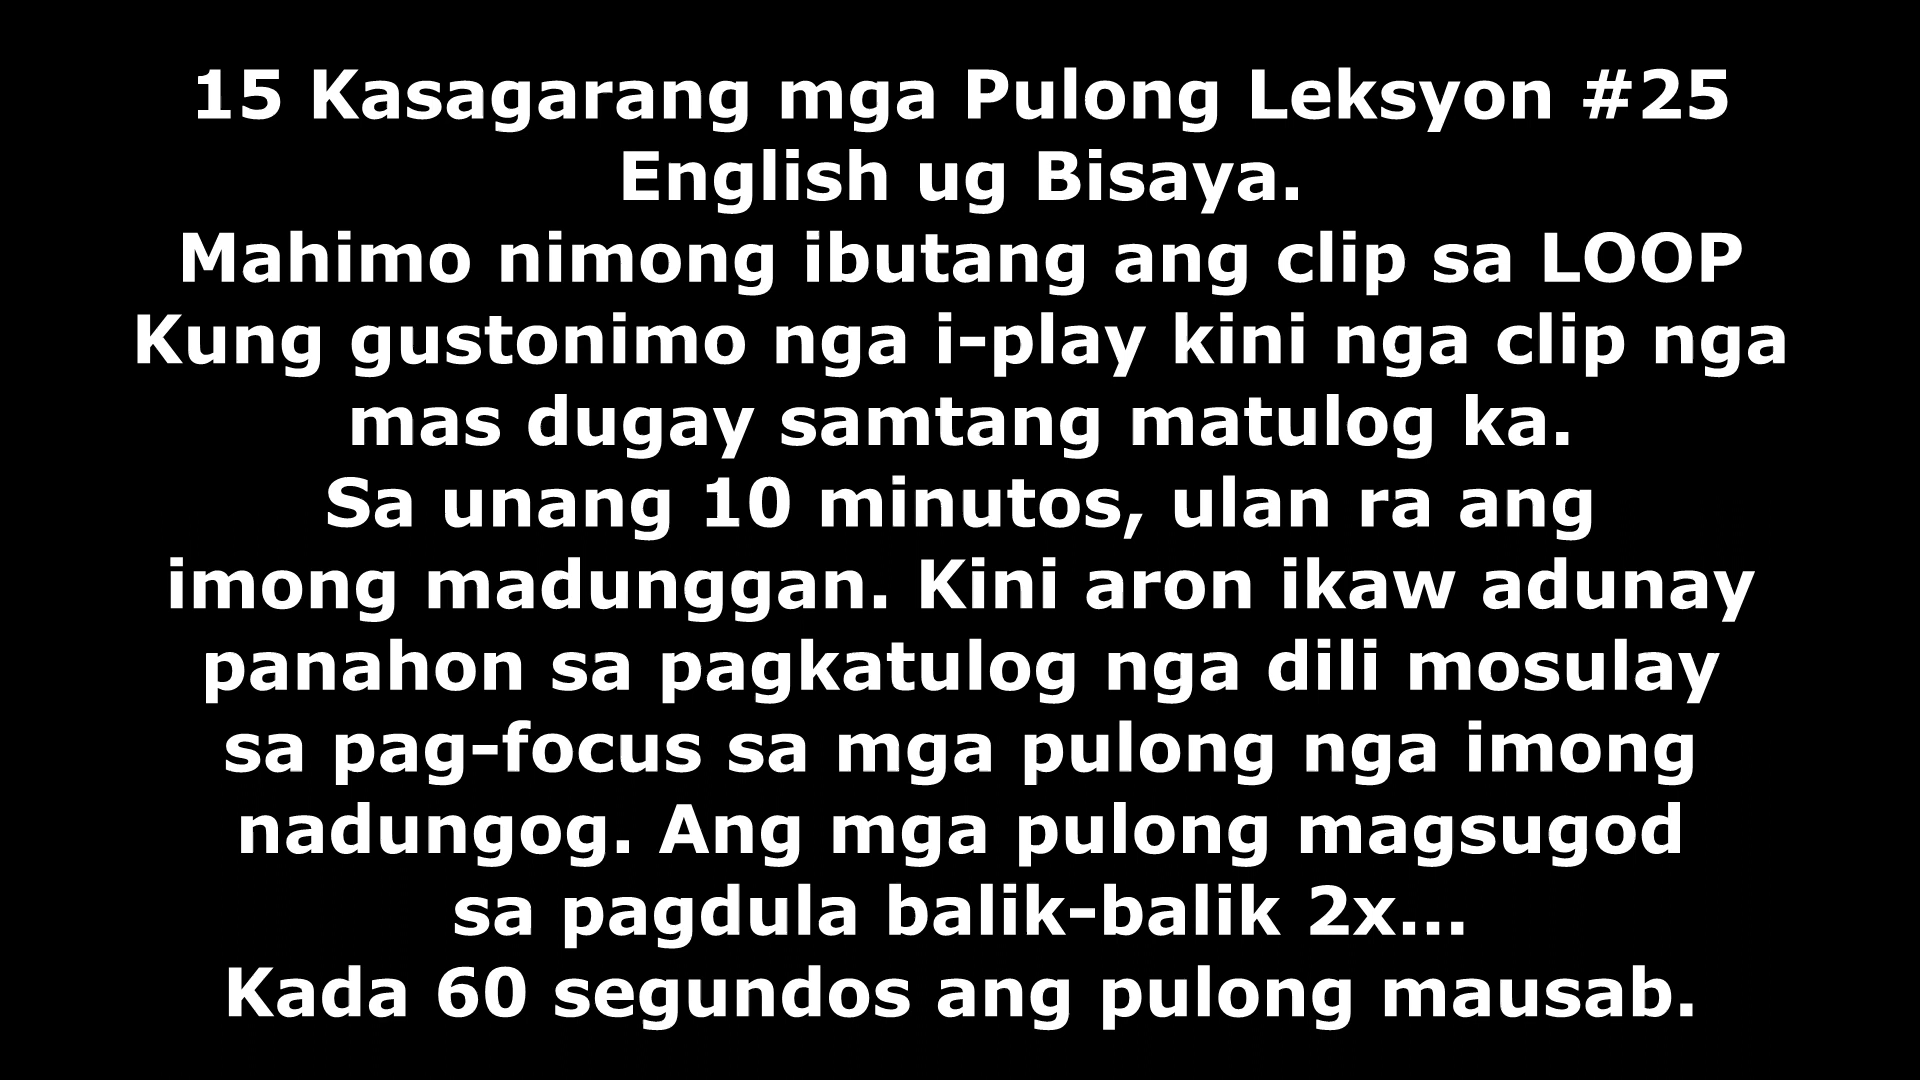 15 Kasagarang mga Pulong Leksyon #25
English ug Bisaya.
Mahimo nimong ibutang ang clip sa LOOP
Kung gustonimo nga i-play kini nga clip nga
mas dugay samtang matulog ka.
Sa unang 10 minutos, ulan ra ang
imong madunggan. Kini aron ikaw adunay
panahon sa pagkatulog nga dili mosulay
sa pag-focus sa mga pulong nga imong
nadungog. Ang mga pulong magsugod
sa pagdula balik-balik 2x...
Kada 60 segundos ang pulong mausab.